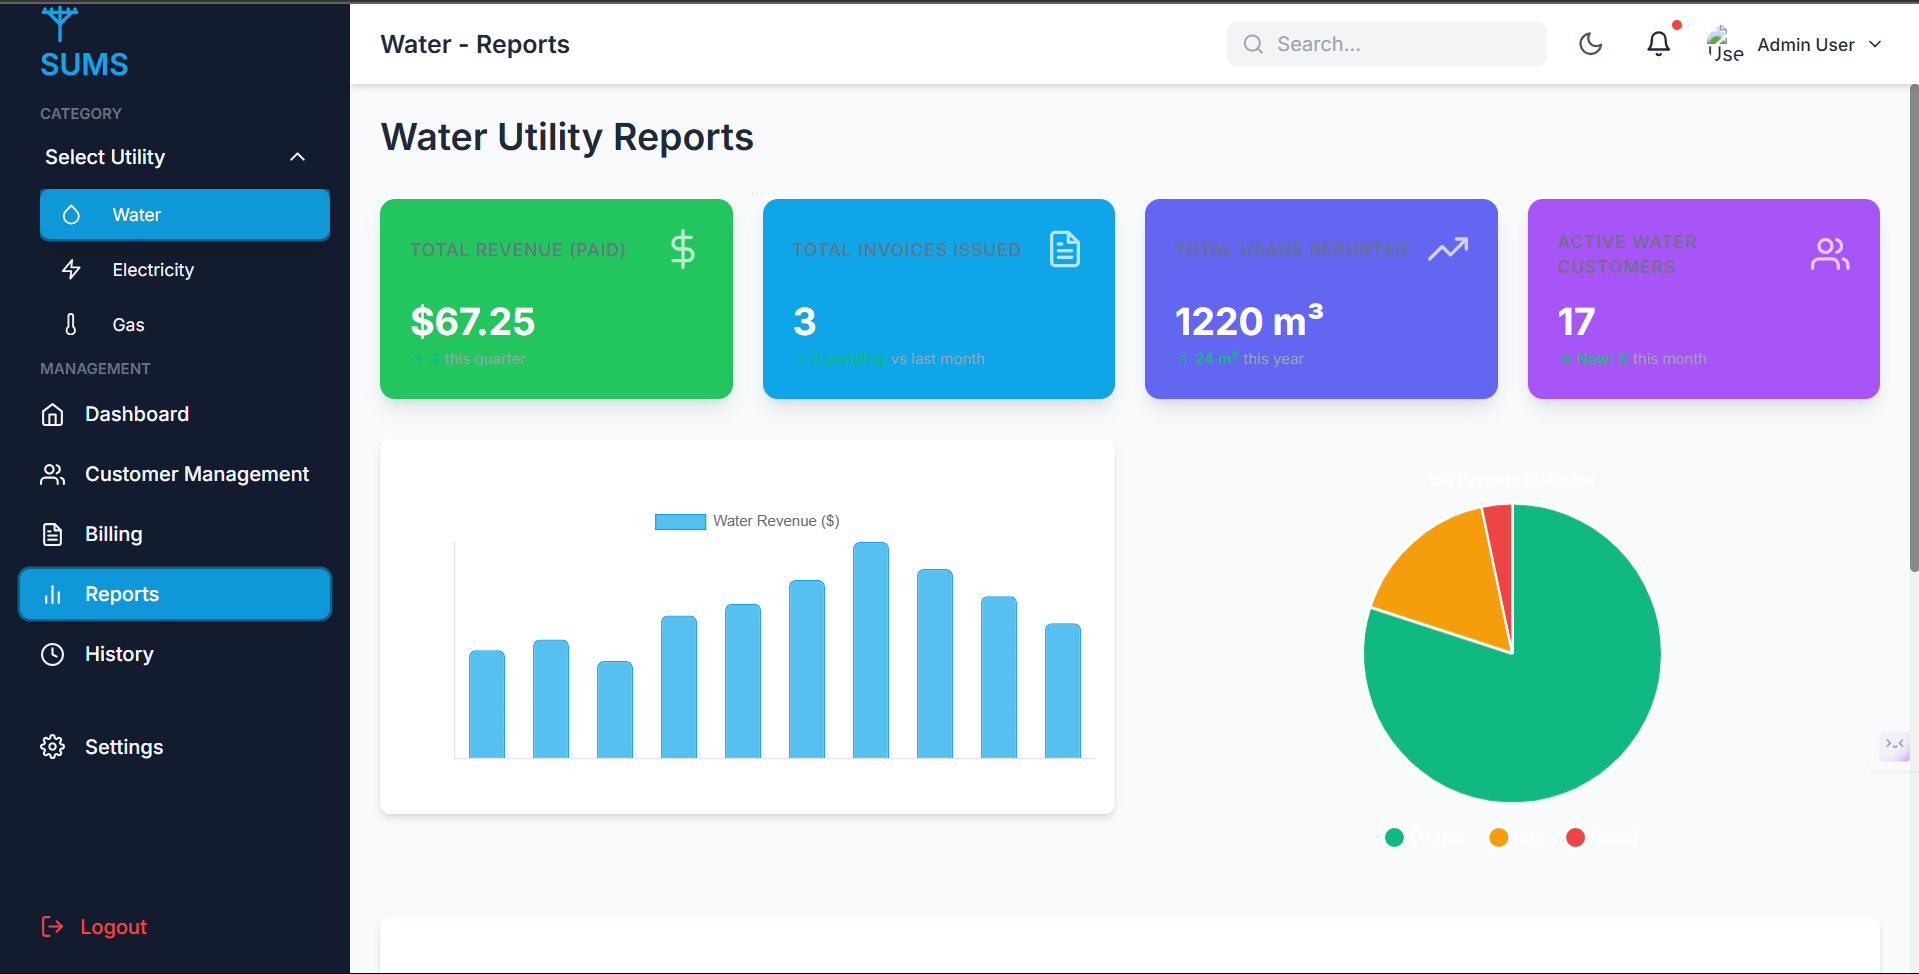 SUMS
CATEGORY
Select Utility
Water
Electricity
Gas
MANAGEMENT
Dashboard
Customer Management
Billing
Reports
History
Settings
Logout
Water - Reports
Search...
Use
Admin User
Water Utility Reports
TOTAL REVENUE (PAID)
$67.25
3 this quarter
TOTAL INVOICES ISSUED
3
0 pending vs last month
TOTAL USAGE REPORTED
1220 m³
24 m³ this year
ACTIVE WATER
CUSTOMERS
17
New: 5 this month
Water Revenue ($)
Bill Payment Discipline
On Time
Late
Missed